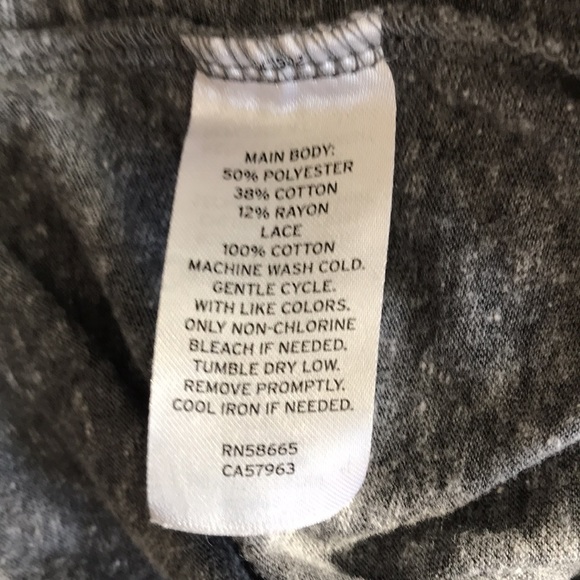 MAIN BODY:
50% POLYESTER
38% COTTON
12% RAYON
LACE
100% COTTON
MACHINE WASH COLD.
GENTLE CYCLE.
WITH LIKE COLORS.
ONLY NON-CHLORINE
BLEACH IF NEEDED.
TUMBLE DRY LOW.
REMOVE PROMPTLY.
COOL IRON IF NEEDED.
RN58665
CA57963